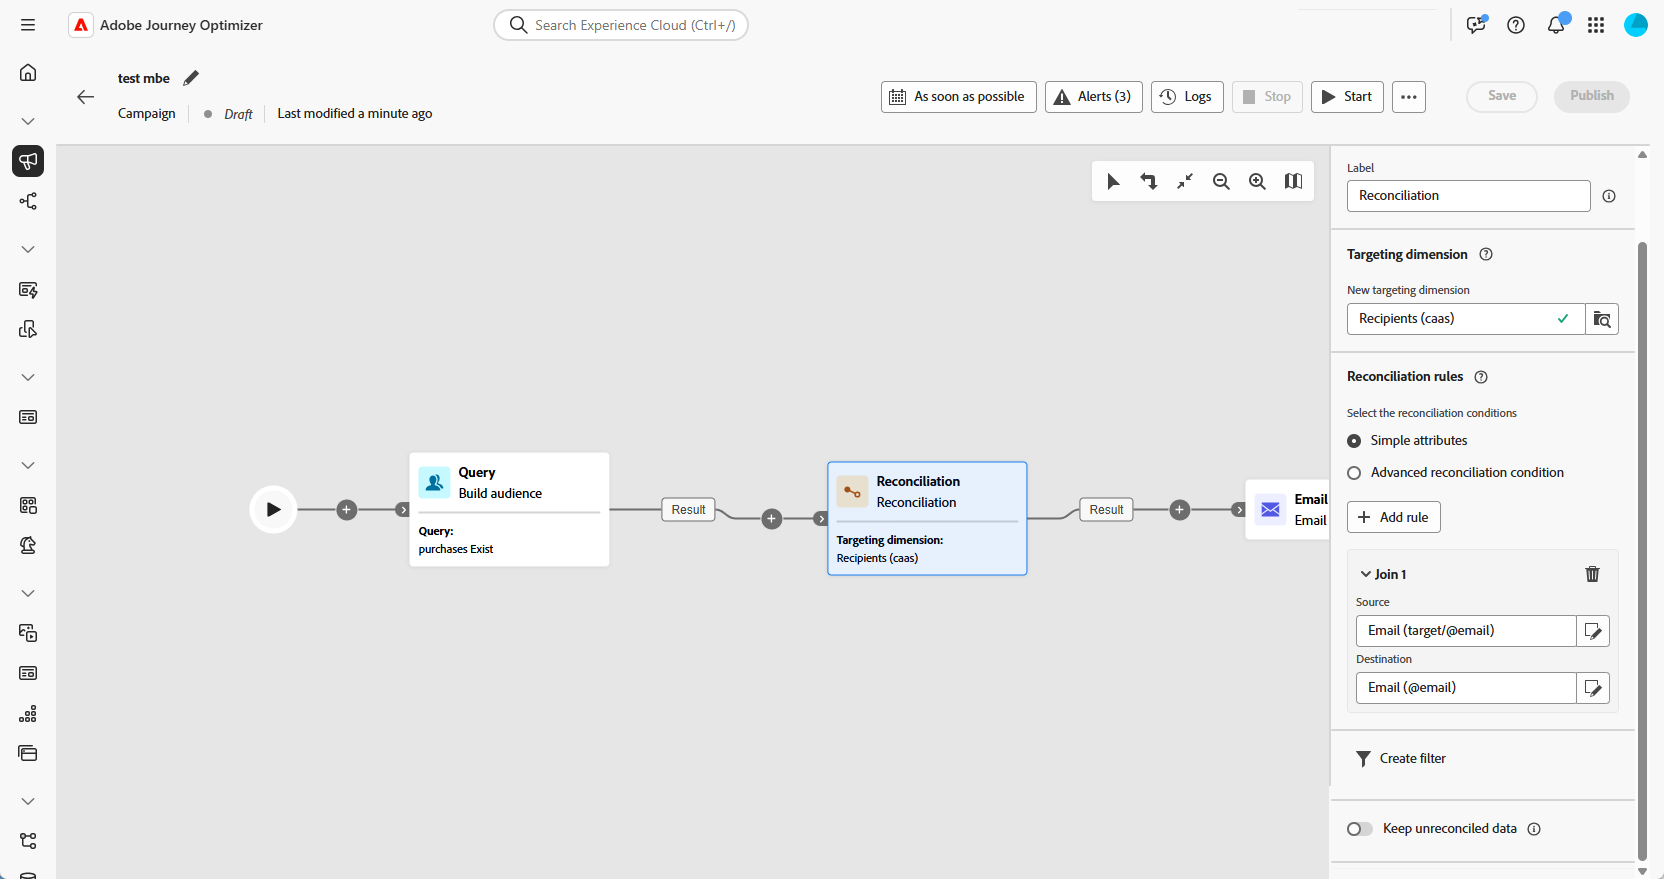 Adobe Journey Optimizer
Search Experience Cloud (Ctrl+/)
test mbe
Campaign
Draft
Last modified a minute ago
As soon as possible
Alerts (3)
Logs
Stop
Start
Save
Publish
Query
Build audience
Query:
purchases Exist
Result
Reconciliation
Reconciliation
Targeting dimension:
Recipients (caas)
Result
Email
Email
Label
Reconciliation
Targeting dimension
New targeting dimension
Recipients (caas)
Reconciliation rules
Select the reconciliation conditions
Simple attributes
Advanced reconciliation condition
Add rule
Join 1
Source
Email (target/@email)
Destination
Email (@email)
Create filter
Keep unreconciled data